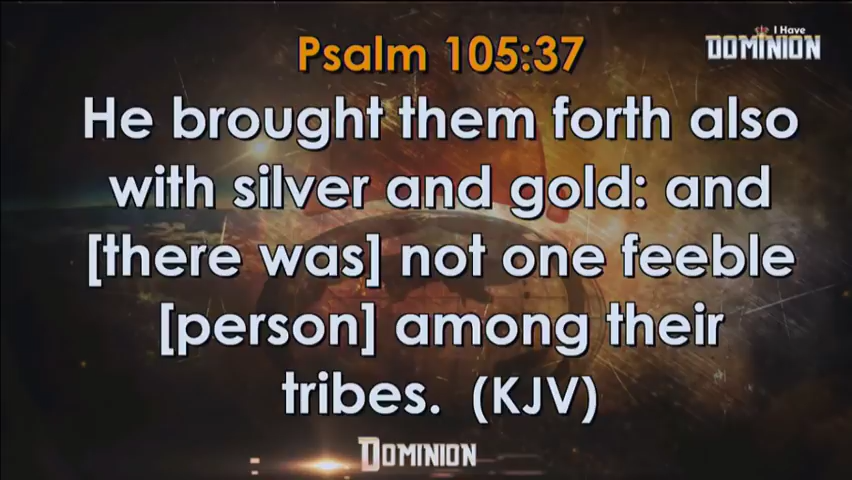 Psalm 105:37
I Have
DOMINION
He brought them forth also
with silver and gold: and
[there was] not one feeble
[person] among their
tribes. (KJV)
DOMINION